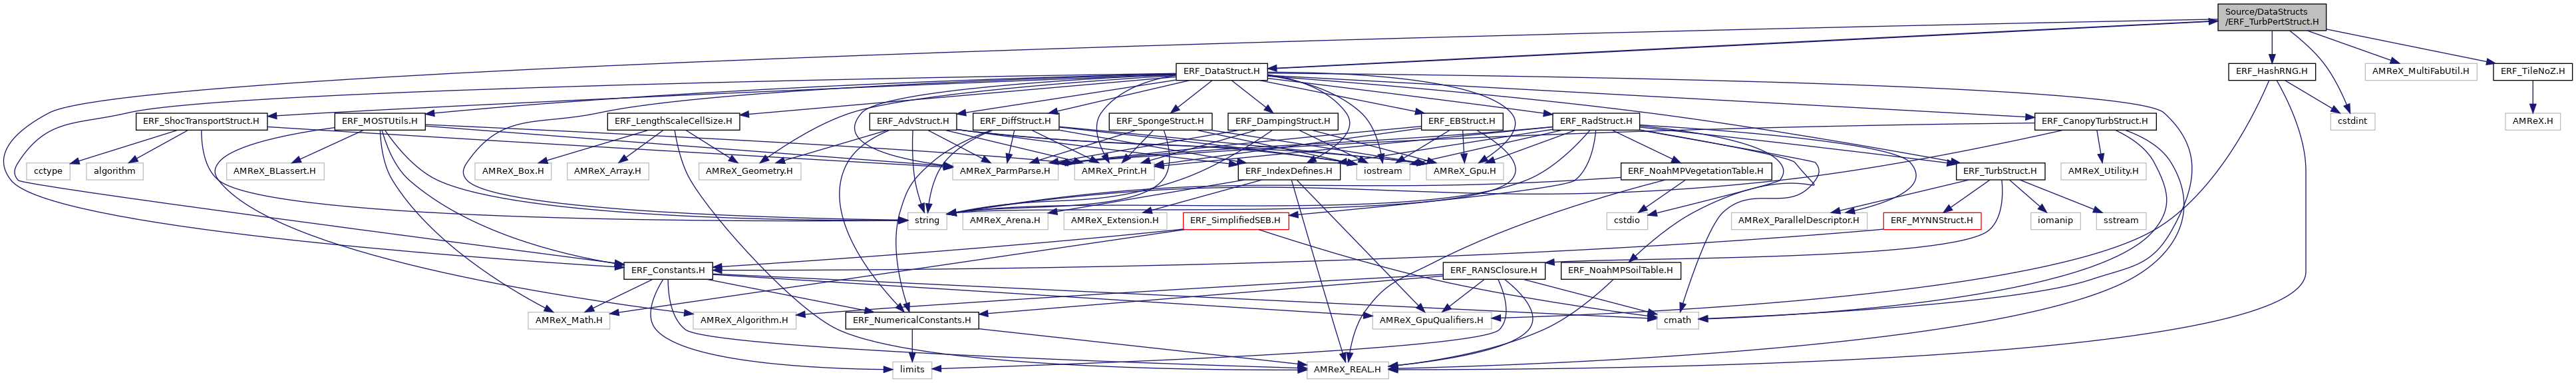 Source/DataStructs
/ERF_TurbPertStruct.H
ERF_DataStruct.H
ERF_HashRNG.H
AMReX_MultiFabUtil.H
ERF_TileNoZ.H
ERF_ShocTransportStruct.H
ERF_MOSTUtils.H
ERF_LengthScaleCellSize.H
ERF_AdvStruct.H
ERF_DiffStruct.H
ERF_SpongeStruct.H
ERF_DampingStruct.H
ERF_EBStruct.H
ERF_RadStruct.H
ERF_CanopyTurbStruct.H
cstdint
AMReX.H
cctype
algorithm
AMReX_BLassert.H
AMReX_Box.H
AMReX_Array.H
AMReX_Geometry.H
AMReX_ParmParse.H
AMReX_Print.H
ERF_IndexDefines.H
iostream
AMReX_Gpu.H
ERF_NoahMPVegetationTable.H
ERF_TurbStruct.H
AMReX_Utility.H
string
AMReX_Arena.H
AMReX_Extension.H
ERF_SimplifiedSEB.H
cstdio
AMReX_ParallelDescriptor.H
ERF_MYNNStruct.H
iomanip
sstream
ERF_Constants.H
ERF_RANSClosure.H
ERF_NoahMPSoilTable.H
AMReX_Math.H
AMReX_Algorithm.H
ERF_NumericalConstants.H
AMReX_GpuQualifiers.H
cmath
limits
AMReX_REAL.H